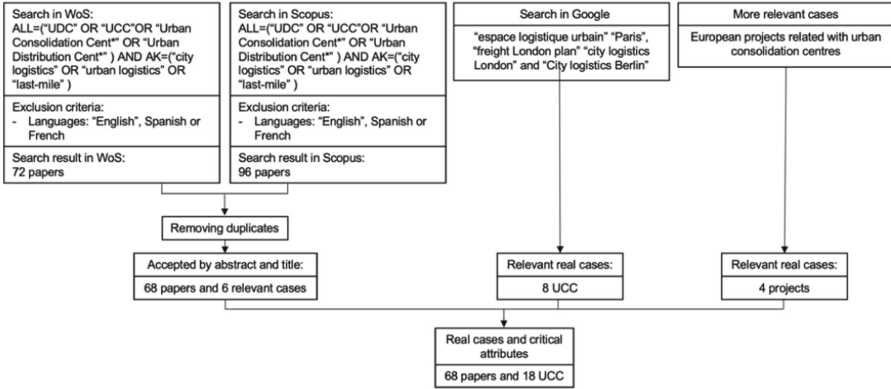 Search in WoS:
ALL=(“UDC” OR “UCC”OR “Urban
Consolidation Cent*” OR “Urban
Distribution Cent*” ) AND AK=(“city
logistics” OR “urban logistics” OR
“last-mile” )
Exclusion criteria:
- Languages: “English”, Spanish or
French
Search result in WoS:
72 papers
Search in Scopus:
ALL=(“UDC” OR “UCC”OR “Urban
Consolidation Cent*” OR “Urban
Distribution Cent*” ) AND AK=(“city
logistics” OR “urban logistics” OR
“last-mile” )
Exclusion criteria:
- Languages: “English”, Spanish or
French
Search result in Scopus:
96 papers
Search in Google
“espace logistique urbain” “Paris”,
“freight London plan” “city logistics
London” and “City logistics Berlin”
More relevant cases
European projects related with urban
consolidation centres
Removing duplicates
Accepted by abstract and title:
68 papers and 6 relevant cases
Relevant real cases:
8 UCC
Relevant real cases:
4 projects
Real cases and critical
attributes
68 papers and 18 UCC